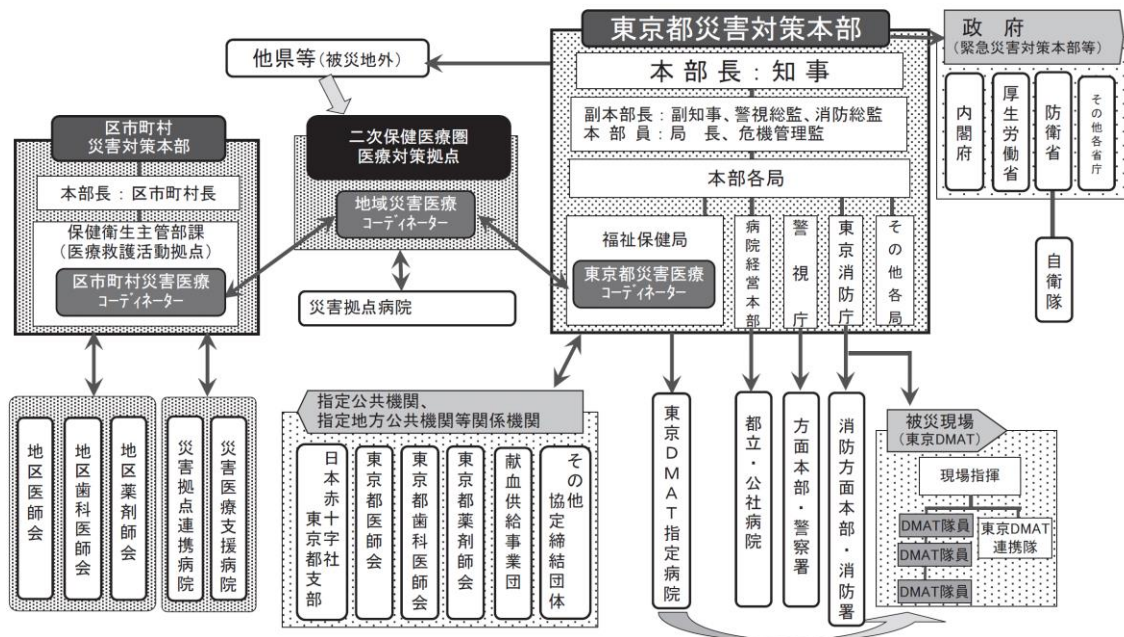 東京都災害対策本部
本部長：知事
副本部長：副知事、警視総監、消防総監
本部員：局　長、危機管理監
本部各局
福祉保健局
東京都災害医療
コーディネーター
病院経営本部
警視庁
東京消防庁
その他各局
政　府
(緊急災害対策本部等)
内閣府
厚生労働省
防衛省
その他各省庁
自衛隊
他県等(被災地外)
二次保健医療圏
医療対策拠点
地域災害医療
コーディネーター
災害拠点病院
区市町村
災害対策本部
本部長：区市町村長
保健衛生主管部課
(医療救護活動拠点)
区市町村災害医療
コーディネーター
地区医師会
地区歯科医師会
地区薬剤師会
災害拠点連携病院
災害医療支援病院
指定公共機関、
指定地方公共機関等関係機関
日本赤十字社
東京都支部
東京都医師会
東京都歯科医師会
東京都薬剤師会
献血供給事業団
その他
協定締結団体
東京DMAT指定病院
都立・公社病院
方面本部・警察署
消防方面本部・消防署
被災現場
(東京DMAT)
現場指揮
DMAT隊員
DMAT隊員
DMAT隊員
東京DMAT
連携隊